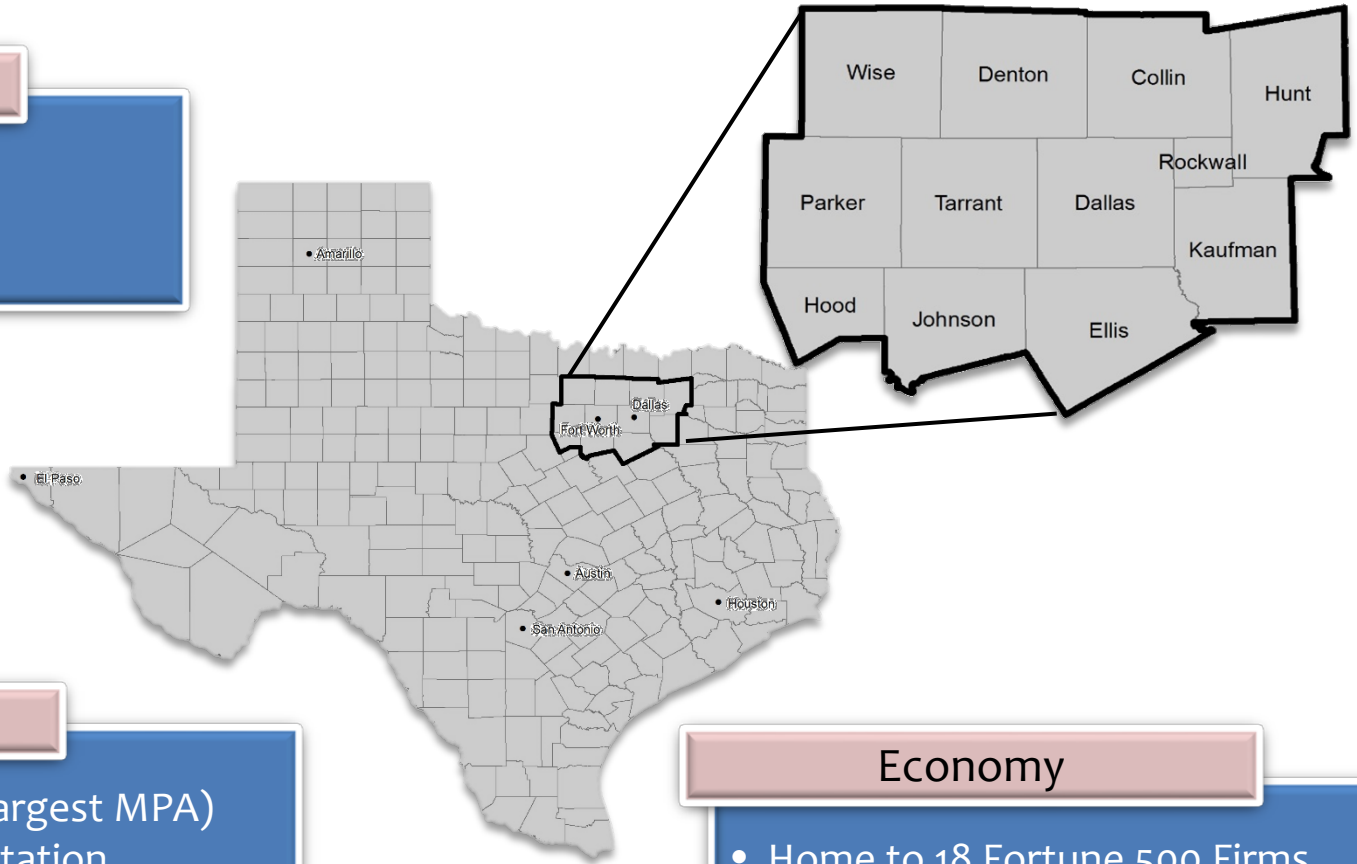 Wise
Denton
Collin
Hunt
Rockwall
Parker
Tarrant
Dallas
Kaufman
Hood
Johnson
Ellis
Amarillo
Dallas
Fort Worth
El Paso
Austin
Houston
San Antonio
largest MPA)
Economy
• Home to 18 Fortune 500 Firms